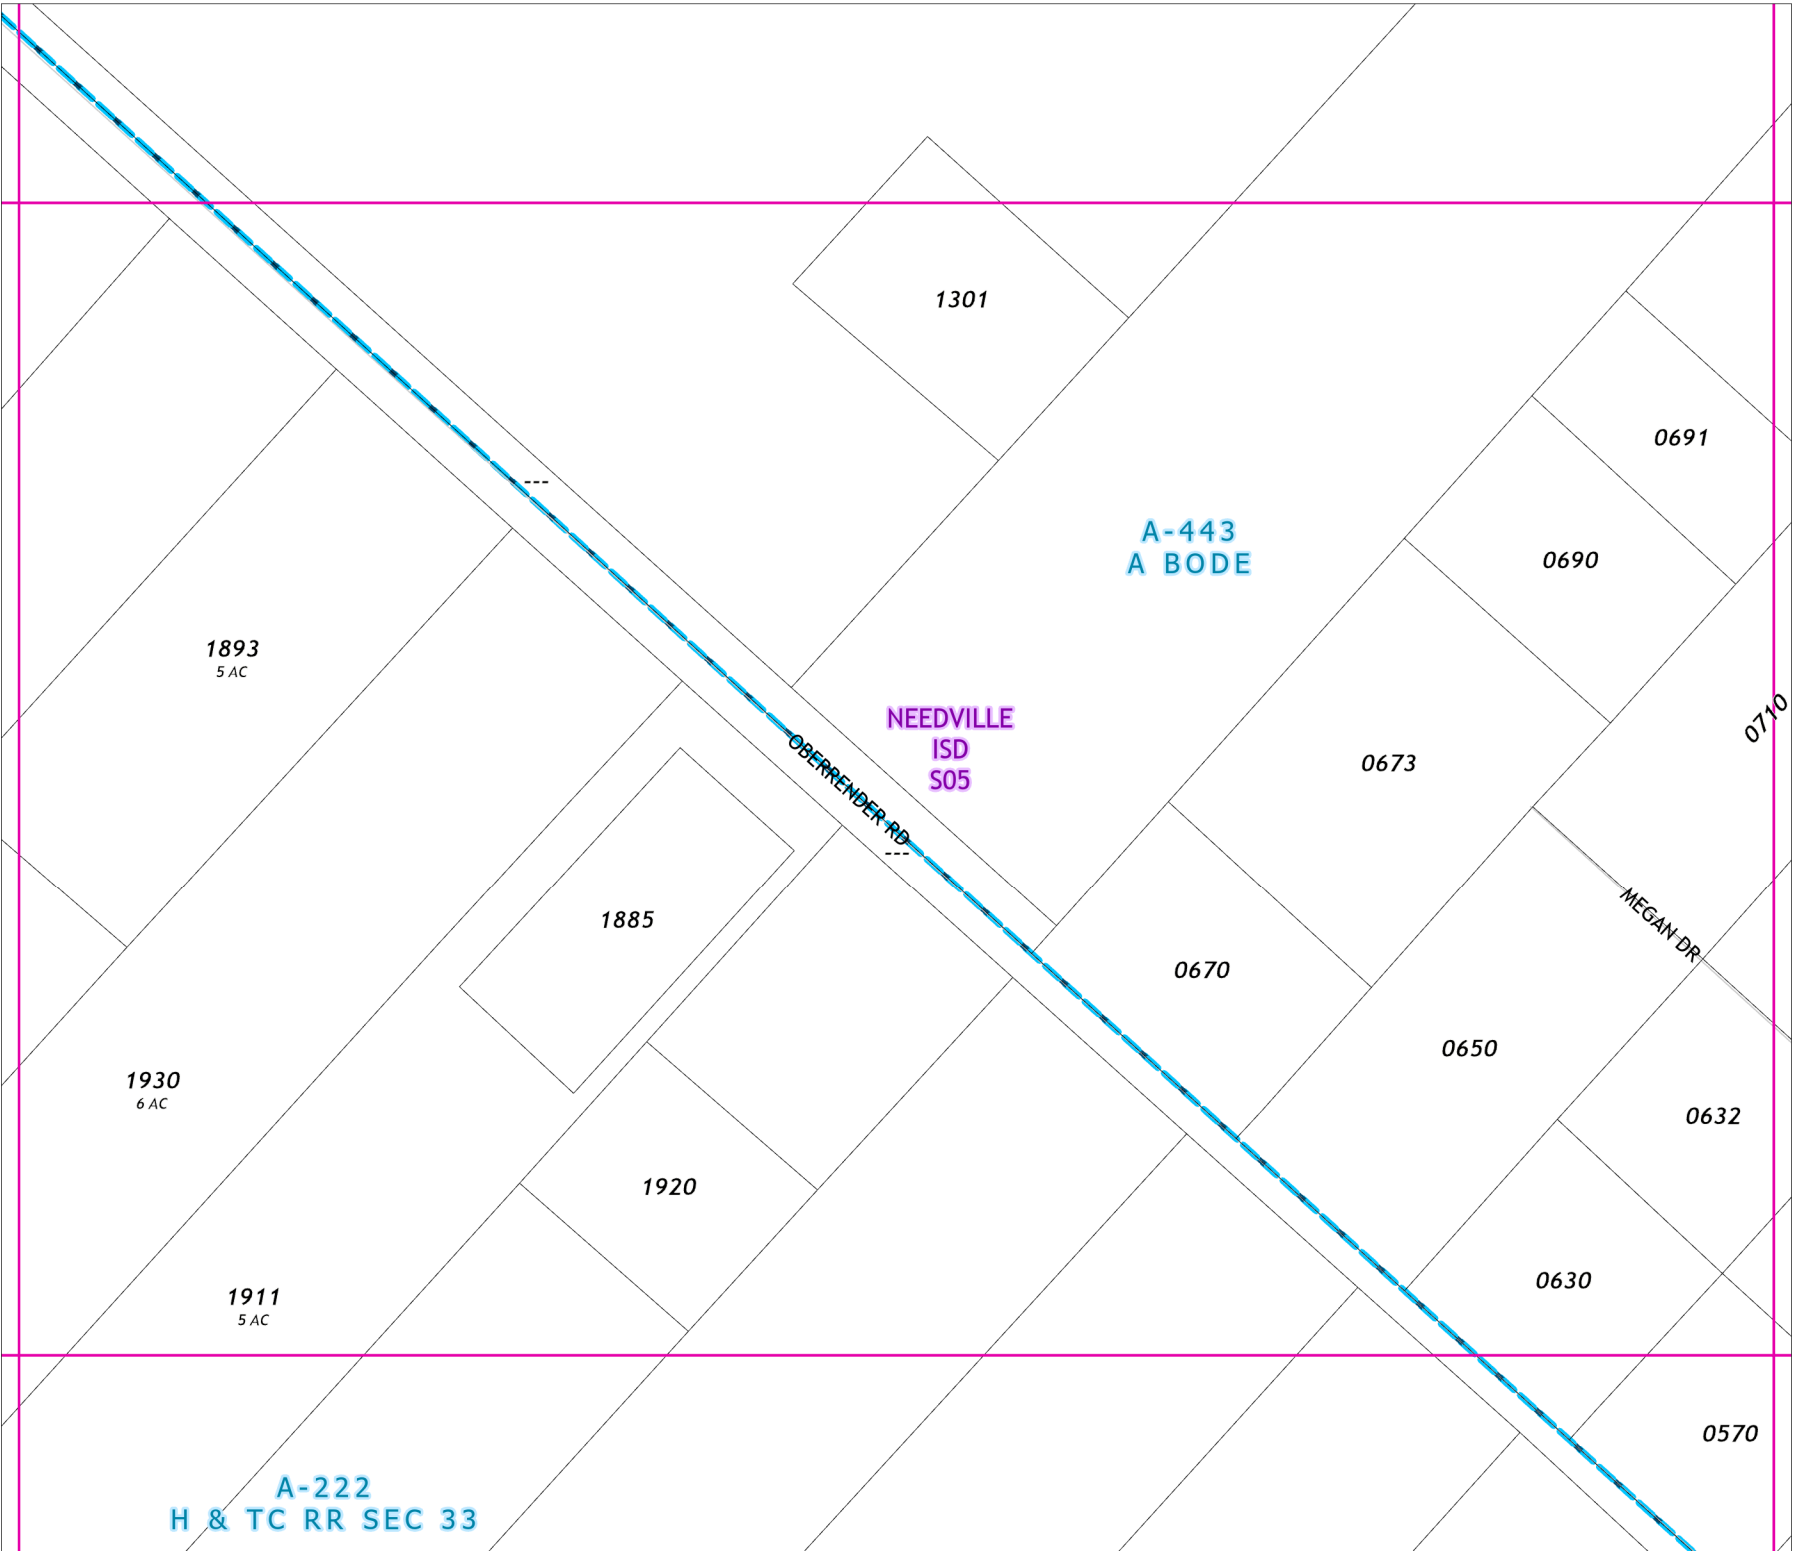 1301
0691
---
A-443
A BODE
0690
1893
5 AC
NEEDVILLE
ISD
S05
0710
OBERRENDER RD
0673
---
1885
MEGAN DR
0670
0650
1930
6 AC
0632
1920
0630
1911
5 AC
0570
A-222
H & TC RR SEC 33